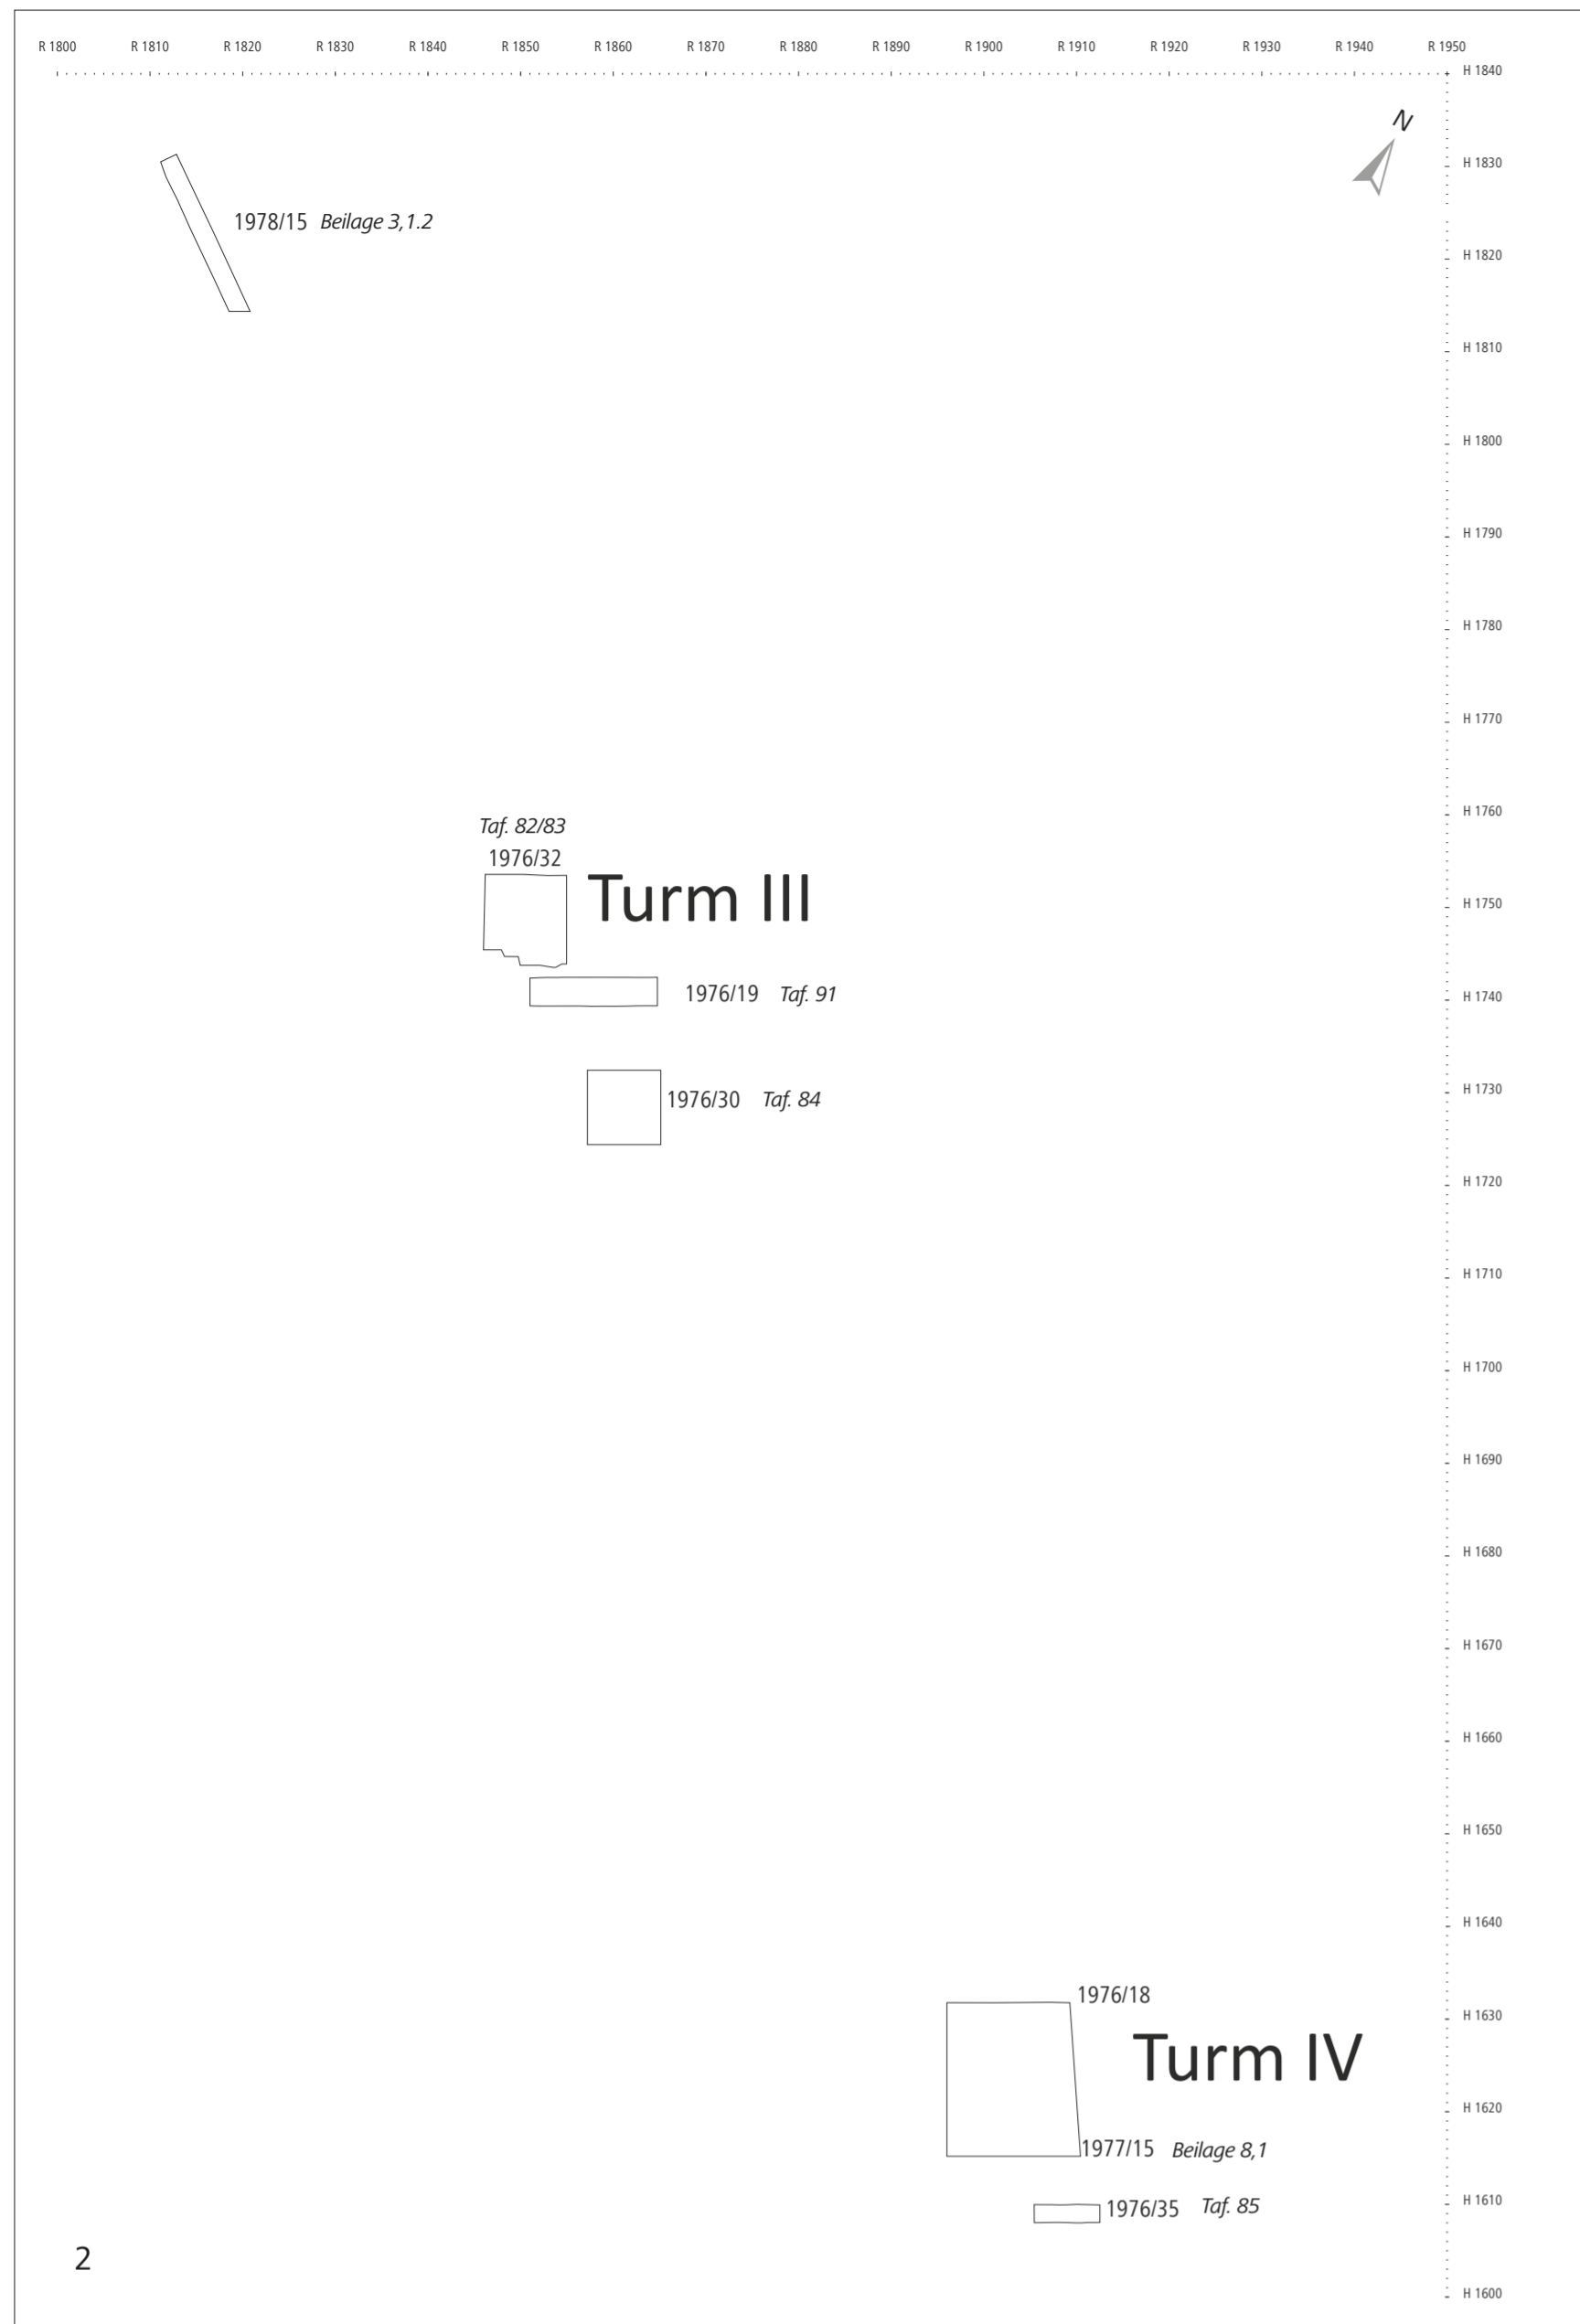 R 1800 R 1810 R 1820 R 1830 R 1840 R 1850 R 1860 R 1870 R 1880 R 1890 R 1900 R 1910 R 1920 R 1930 R 1940 R 1950
H 1840
N
H 1830
1978/15 Beilage 3,1.2
H 1820
H 1810
H 1800
H 1790
H 1780
H 1770
H 1760
Taf. 82/83
1976/32
Turm III
H 1750
1976/19 Taf. 91
H 1740
H 1730
1976/30 Taf. 84
H 1720
H 1710
H 1700
H 1690
H 1680
H 1670
H 1660
H 1650
H 1640
1976/18
H 1630
Turm IV
H 1620
1977/15 Beilage 8,1
H 1610
1976/35 Taf. 85
2
H 1600